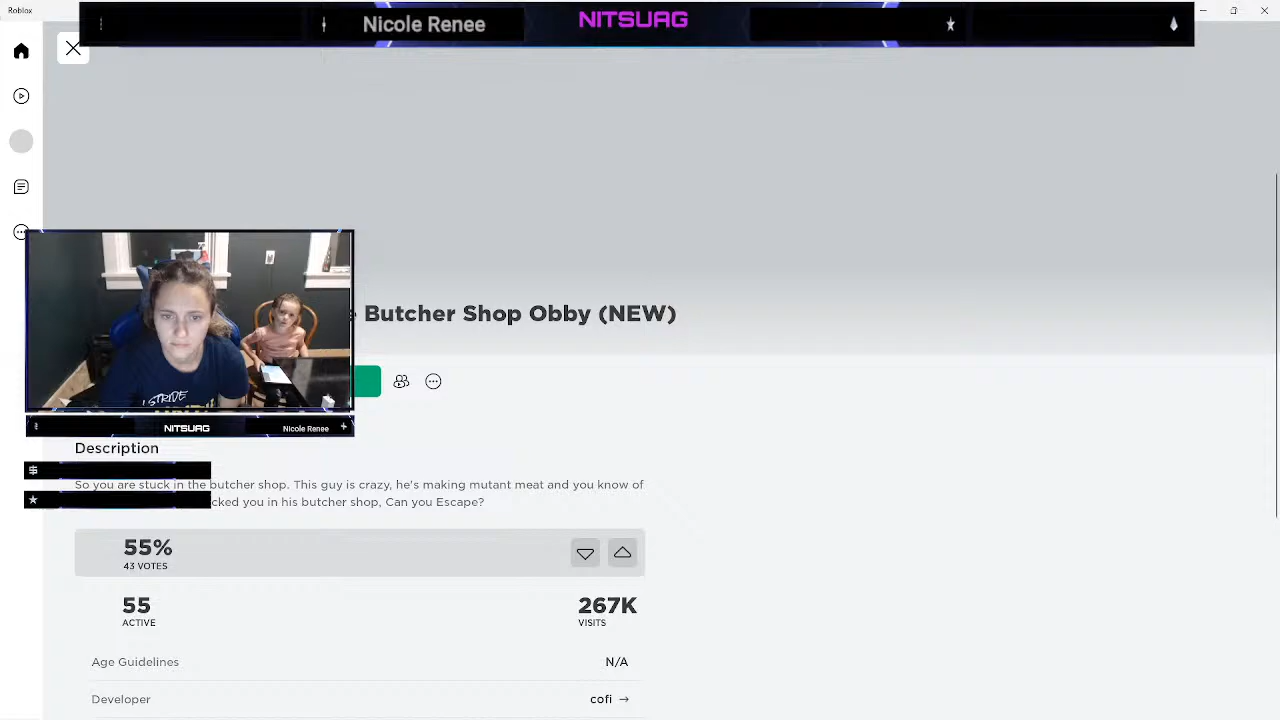 Roblox
Nicole Renee
NITSUAG
Butcher Shop Obby (NEW)
STRIDE
NITSUAG
Nicole Renee
Description
So you are stuck in the butcher shop. This guy is crazy, he's making mutant meat and you know of
cked you in his butcher shop, Can you Escape?
55%
43 VOTES
55
ACTIVE
267K
VISITS
Age Guidelines
N/A
Developer
cofi →